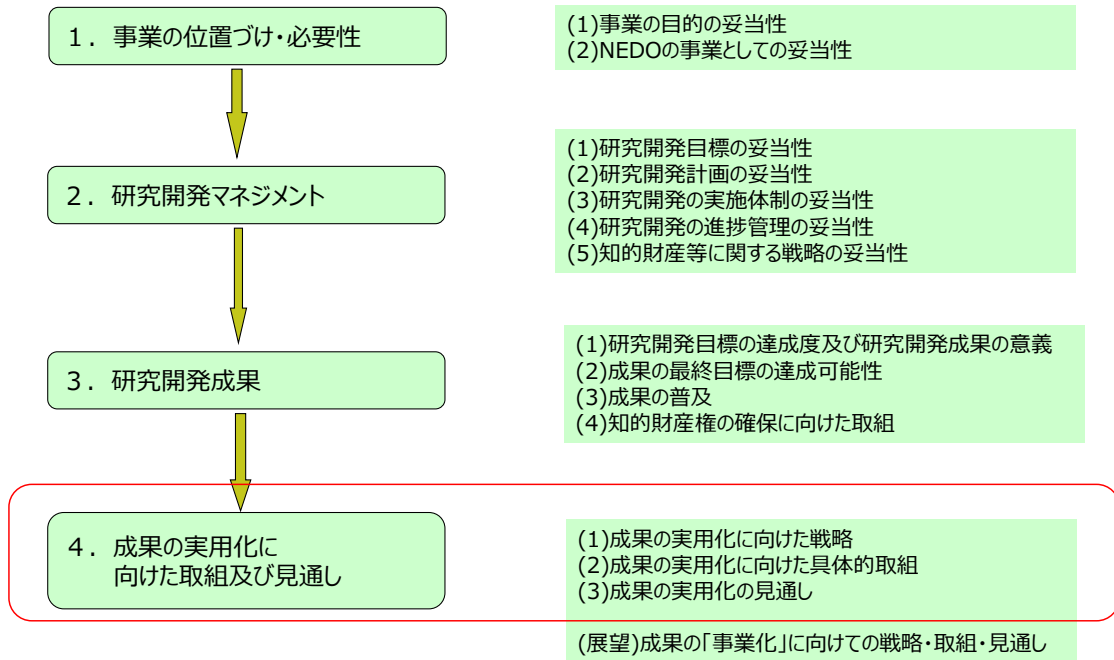 1．事業の位置づけ・必要性
(1)事業の目的の妥当性
(2)NEDOの事業としての妥当性
2．研究開発マネジメント
(1)研究開発目標の妥当性
(2)研究開発計画の妥当性
(3)研究開発の実施体制の妥当性
(4)研究開発の進捗管理の妥当性
(5)知的財産等に関する戦略の妥当性
3．研究開発成果
(1)研究開発目標の達成度及び研究開発成果の意義
(2)成果の最終目標の達成可能性
(3)成果の普及
(4)知的財産権の確保に向けた取組
4．成果の実用化に
向けた取組及び見通し
(1)成果の実用化に向けた戦略
(2)成果の実用化に向けた具体的取組
(3)成果の実用化の見通し
(展望)成果の「事業化」に向けての戦略・取組・見通し